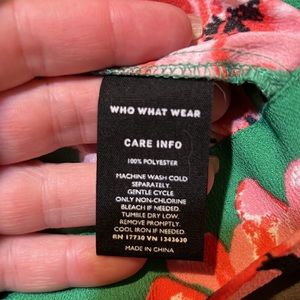 WHO WHAT WEAR
CARE INFO
100% POLYESTER
MACHINE WASH COLD
SEPARATELY.
GENTLE CYCLE
ONLY NON-CHLORINE
BLEACH IF NEEDED.
TUMBLE DRY LOW.
REMOVE PROMPTLY.
COOL IRON IF NEEDED.
RN 17730 VN 1343630
MADE IN CHINA